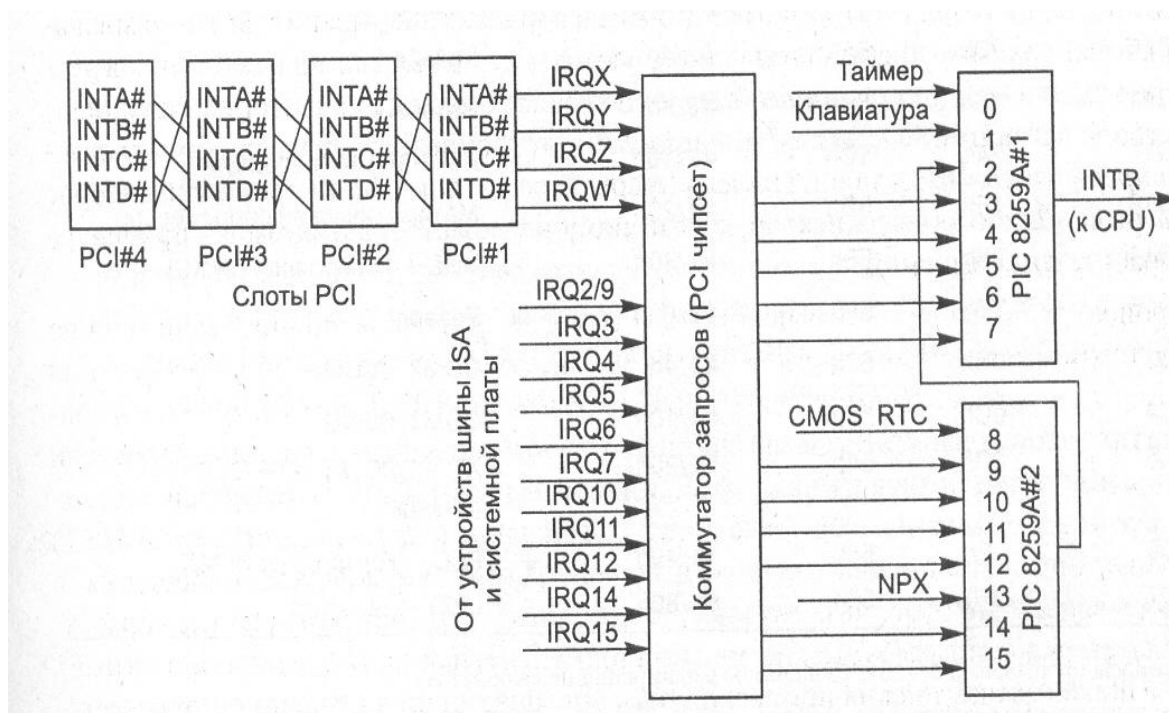 INTA#
INTB#
INTC#
INTD#
PCI#4
INTA#
INTB#
INTC#
INTD#
PCI#3
INTA#
INTB#
INTC#
INTD#
PCI#2
INTA#
INTB#
INTC#
INTD#
PCI#1
Слоты PCI
IRQX
IRQY
IRQZ
IRQW
От устройств шины ISA
и системной платы
IRQ2/9
IRQ3
IRQ4
IRQ5
IRQ6
IRQ7
IRQ10
IRQ11
IRQ12
IRQ14
IRQ15
Коммутатор запросов (PCI-чипсет)
Таймер
Клавиатура
0
1
2
3
4
5
6
7
PIC 8259A#1
INTR
(к CPU)
CMOS RTC
NPX
8
9
10
11
12
13
14
15
PIC 8259A#2